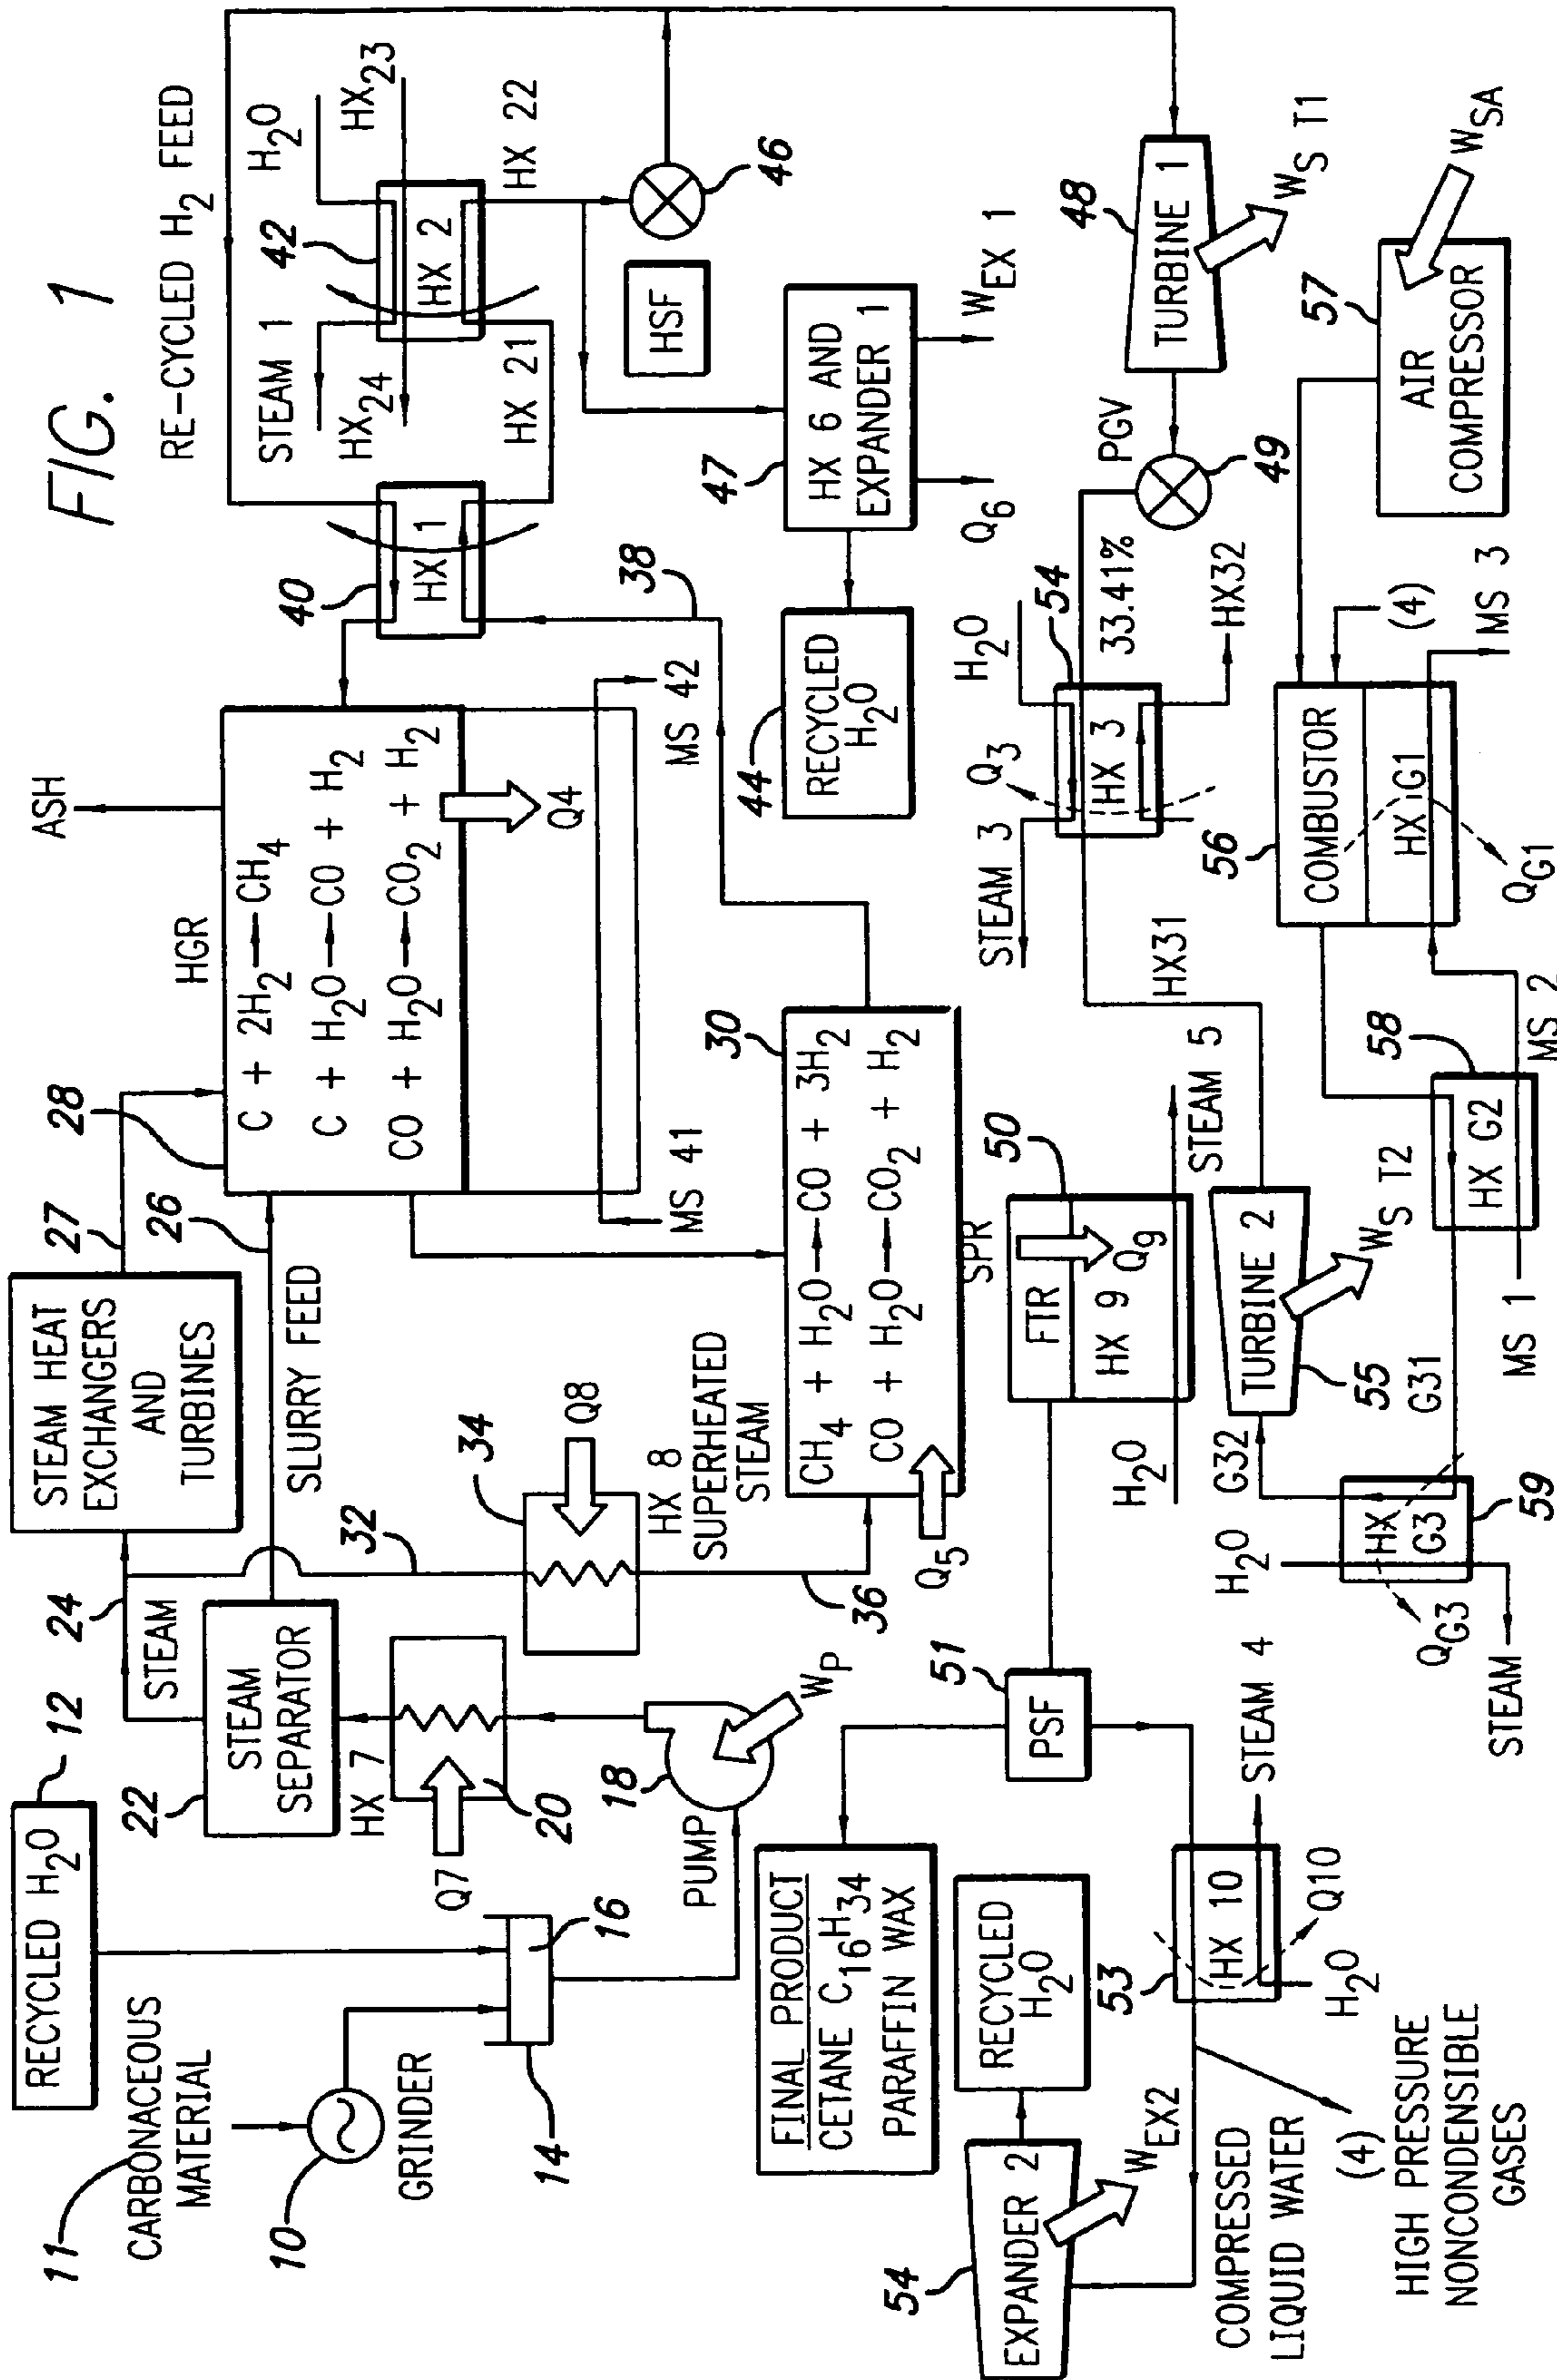 FIG. 1
11
CARBONACEOUS
MATERIAL
10
GRINDER
RECYCLED H2O
12
14
16
PUMP
18
WP
Q7
20
HX 7
STEAM
SEPARATOR
22
STEAM
24
STEAM HEAT
EXCHANGERS
AND
TURBINES
27
26
SLURRY FEED
32
34
Q8
HX 8
SUPERHEATED
STEAM
36
28
HGR
ASH
C + 2H2→CH4
C + H2O→CO + H2
CO + H2O→CO2 + H2
Q4
MS 41
MS 42
30
CH4 + H2O→CO + 3H2
CO + H2O→CO2 + H2
Q5
SPR
38
40
HX 1
RE-CYCLED H2 FEED
STEAM 1
42
H2O
HX24
HX23
HX 2
HX 21
HX 22
46
HSF
47
HX 6 AND
EXPANDER 1
Q6
WEX 1
44
RECYCLED
H2O
48
TURBINE 1
WS T1
PGV
49
33.41%
54
H2O
HX 3
Q3
STEAM 3
HX32
HX31
FINAL PRODUCT
CETANE C16H34
PARAFFIN WAX
51
PSF
50
FTR
HX 9
Q9
H2O
STEAM 5
54
EXPANDER 2
WEX2
RECYCLED
H2O
53
HX 10
Q10
H2O
STEAM 4
COMPRESSED
LIQUID WATER
(4)
HIGH PRESSURE
NONCONDENSIBLE
GASES
TURBINE 2
55
WS T2
G32
G31
H2O
HX
G3
59
QG3
STEAM
58
HX G2
MS 1
MS 2
56
COMBUSTOR
HX G1
QG1
MS 3
(4)
57
AIR
COMPRESSOR
WSA